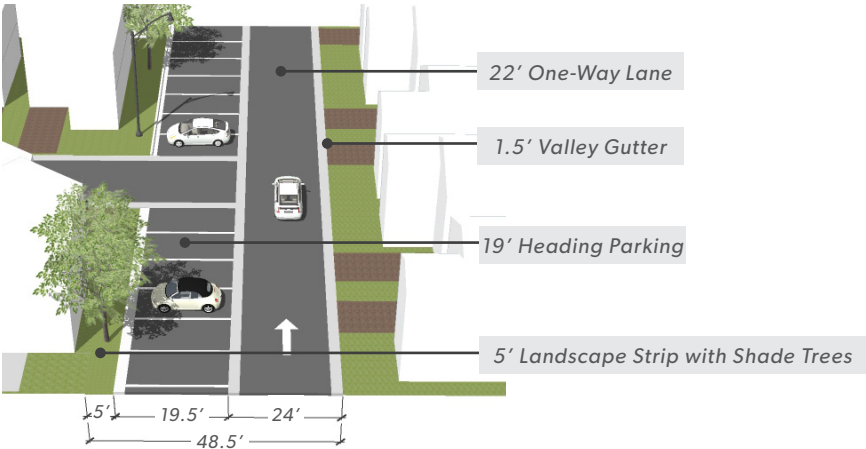 22’ One-Way Lane
1.5’ Valley Gutter
19’ Heading Parking
5’ Landscape Strip with Shade Trees
5’ 19.5’ 24’
48.5’